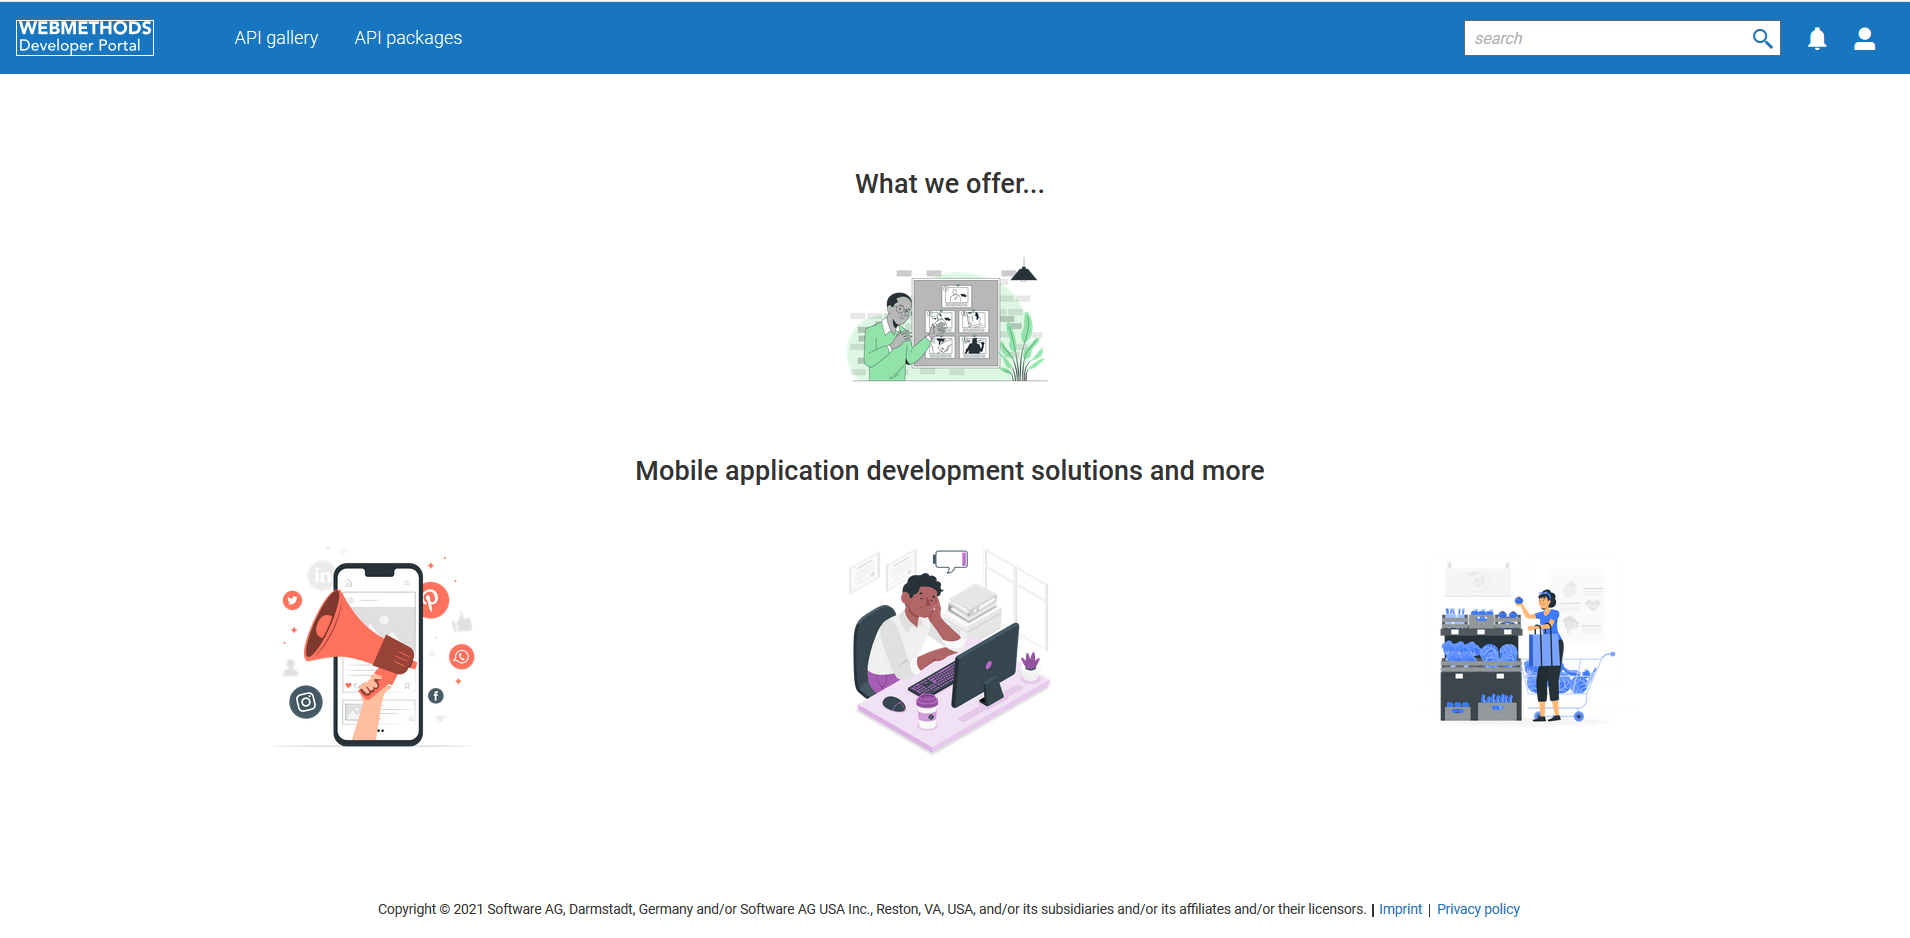 WEBMETHODS
Developer Portal
API gallery
API packages
search
What we offer...
Mobile application development solutions and more
in
f
Copyright © 2021 Software AG, Darmstadt, Germany and/or Software AG USA Inc., Reston, VA, USA, and/or its subsidiaries and/or its affiliates and/or their licensors. | Imprint | Privacy policy